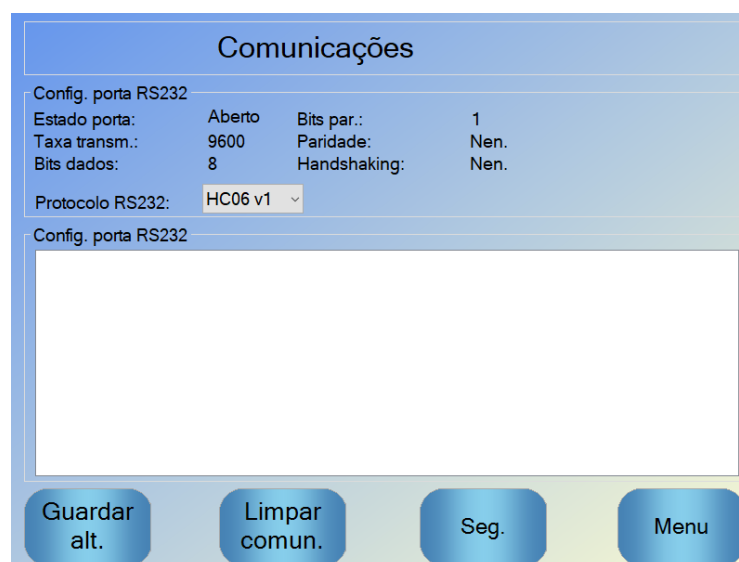 Comunicações
Config. porta RS232
Estado porta: Aberto Bits par.: 1
Taxa transm.: 9600 Paridade: Nen.
Bits dados: 8 Handshaking: Nen.
Protocolo RS232: HC06 v1
Config. porta RS232
Guardar alt.
Limpar comun.
Seg.
Menu